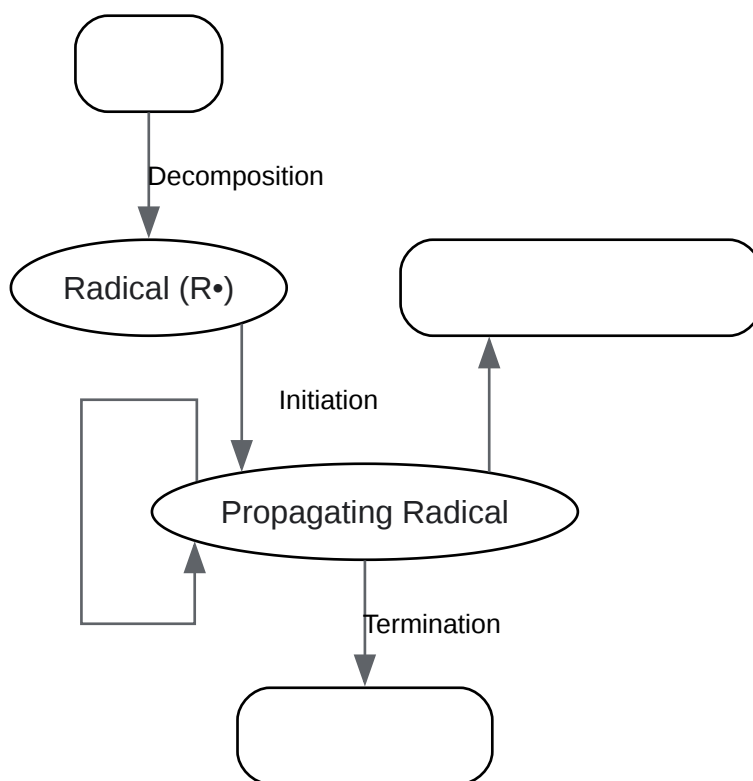 Decomposition
Radical (R•)
Initiation
Propagating Radical
Termination